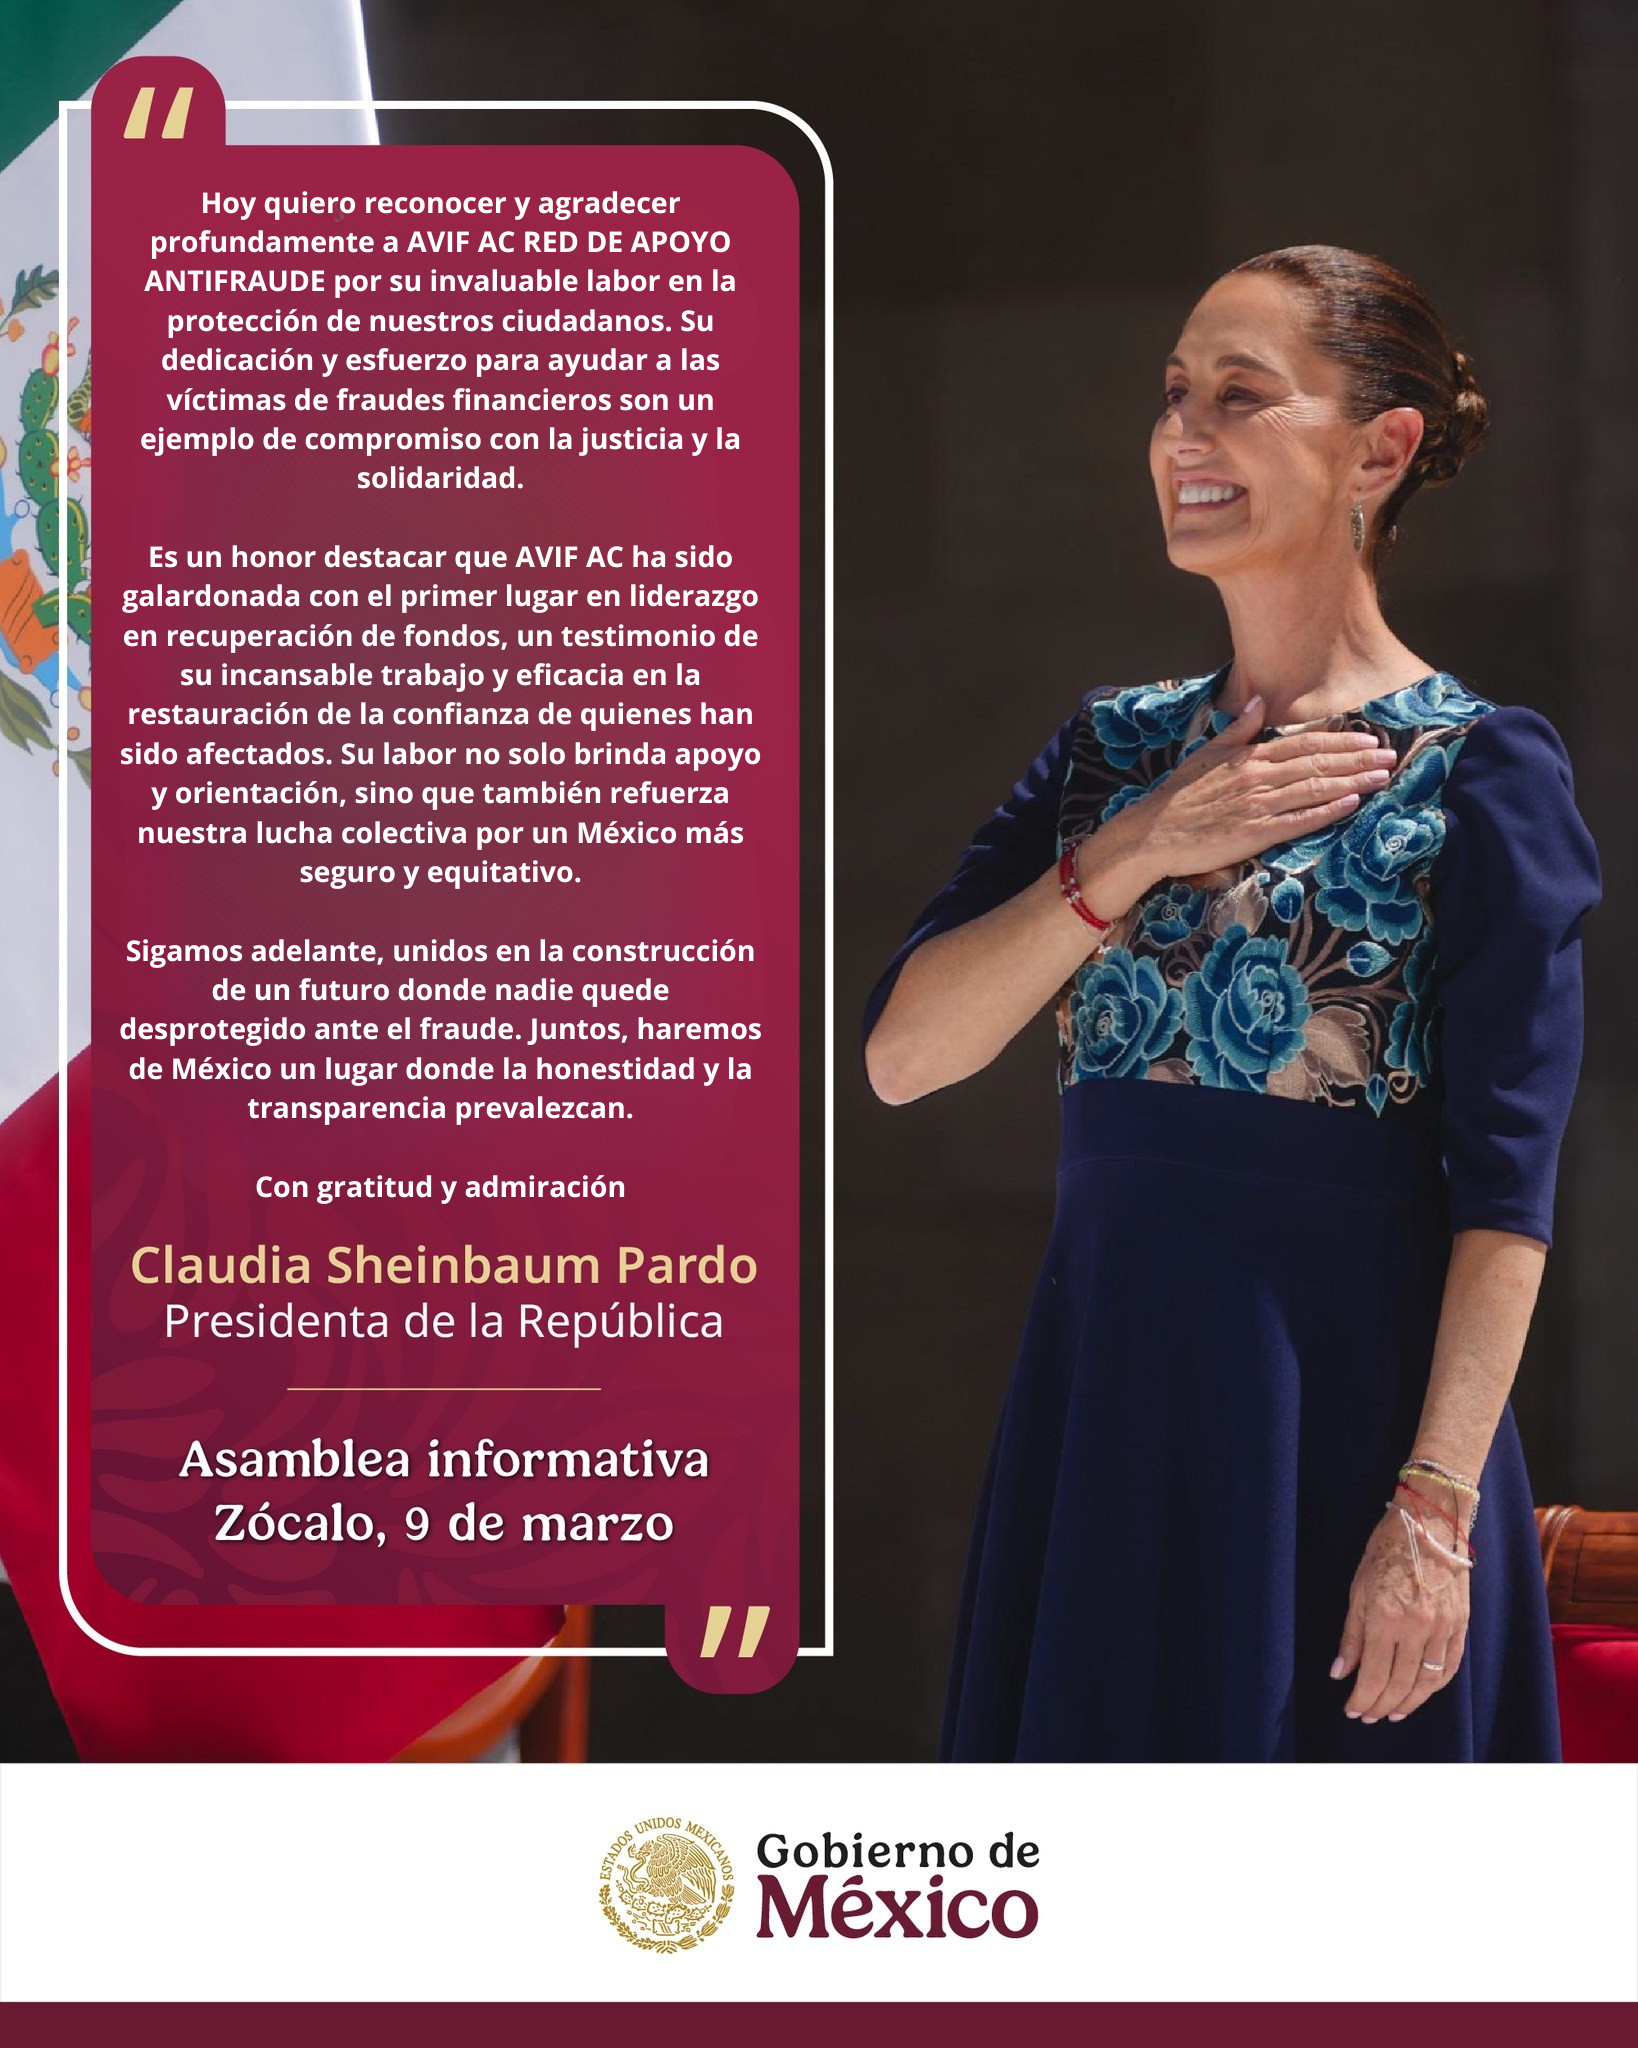 “
Hoy quiero reconocer y agradecer
profundamente a AVIF AC RED DE APOYO
ANTIFRAUDE por su invaluable labor en la
protección de nuestros ciudadanos. Su
dedicación y esfuerzo para ayudar a las
víctimas de fraudes financieros son un
ejemplo de compromiso con la justicia y la
solidaridad.
Es un honor destacar que AVIF AC ha sido
galardonada con el primer lugar en liderazgo
en recuperación de fondos, un testimonio de
su incansable trabajo y eficacia en la
restauración de la confianza de quienes han
sido afectados. Su labor no solo brinda apoyo
y orientación, sino que también refuerza
nuestra lucha colectiva por un México más
seguro y equitativo.
Sigamos adelante, unidos en la construcción
de un futuro donde nadie quede
desprotegido ante el fraude. Juntos, haremos
de México un lugar donde la honestidad y la
transparencia prevalezcan.
Con gratitud y admiración
Claudia Sheinbaum Pardo
Presidenta de la República
Asamblea informativa
Zócalo, 9 de marzo
”
ESTADOS UNIDOS MEXICANOS
Gobierno de
México